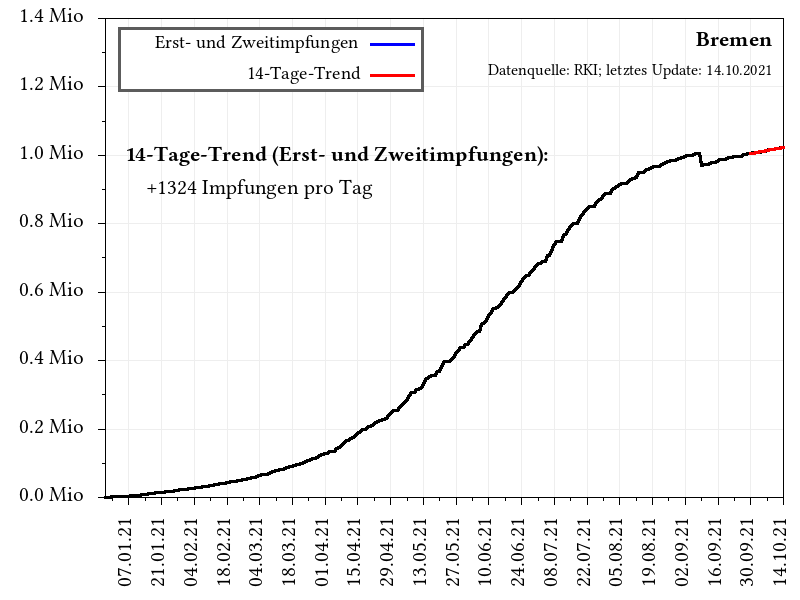 1.4 Mio
1.2 Mio
1.0 Mio
0.8 Mio
0.6 Mio
0.4 Mio
0.2 Mio
0.0 Mio
Erst- und Zweitimpfungen
14-Tage-Trend
Bremen
Datenquelle: RKI; letztes Update: 14.10.2021
14-Tage-Trend (Erst- und Zweitimpfungen):
+1324 Impfungen pro Tag
07.01.21
21.01.21
04.02.21
18.02.21
04.03.21
18.03.21
01.04.21
15.04.21
29.04.21
13.05.21
27.05.21
10.06.21
24.06.21
08.07.21
22.07.21
05.08.21
19.08.21
02.09.21
16.09.21
30.09.21
14.10.21